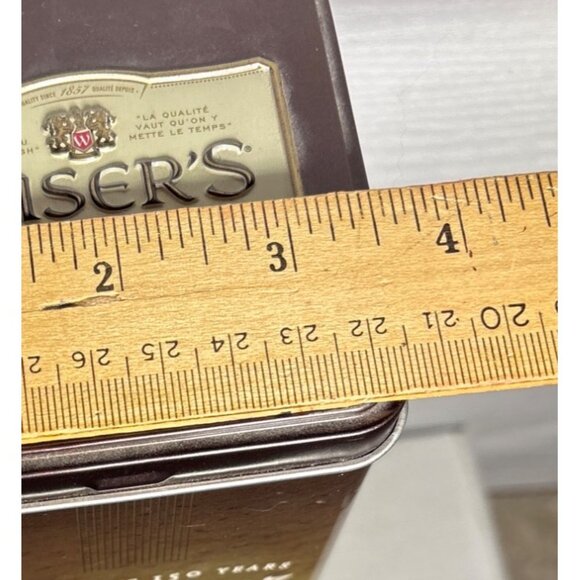 QUALITY SINCE 1857 QUALITÉ DEPUIS
"LA QUALITÉ
VAUT QU'ON Y
METTE LE TEMPS"
W
ISER'S
2 3 4
26 25 24 23 22 21 20
150 YEARS